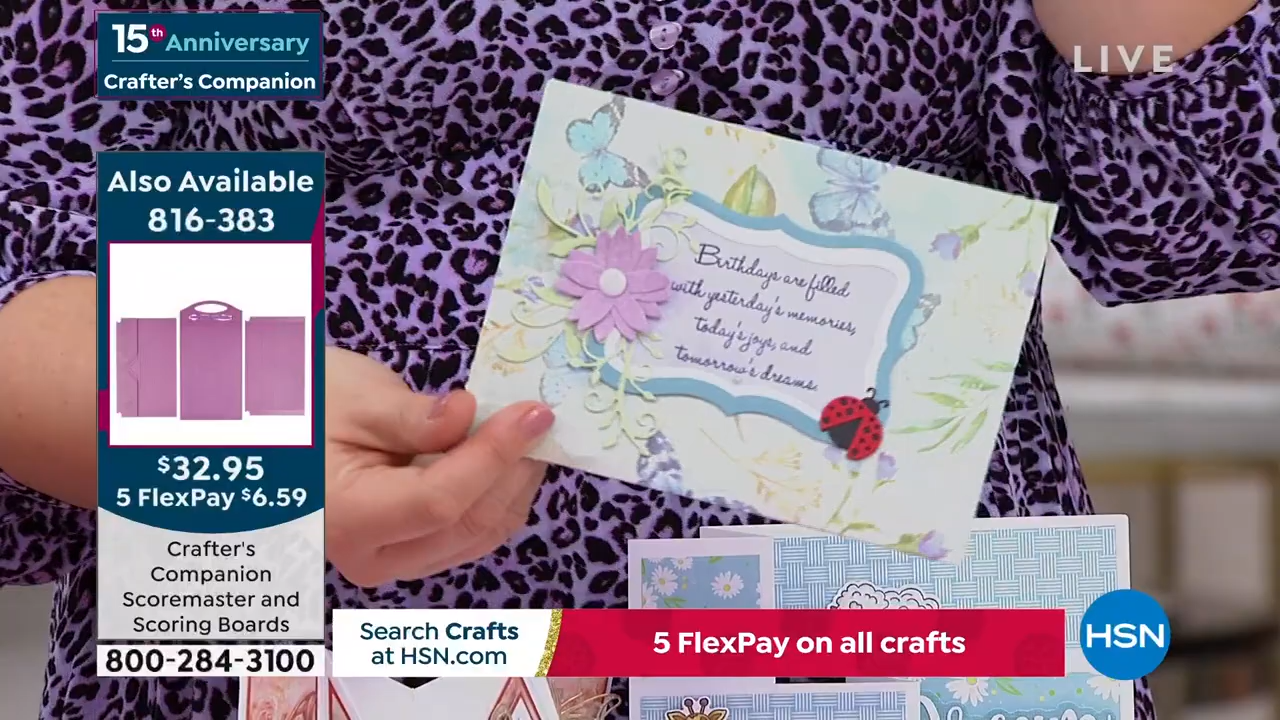 15th Anniversary
Crafter's Companion
LIVE
Also Available
816-383
$32.95
5 FlexPay $6.59
Crafter's
Companion
Scoremaster and
Scoring Boards
800-284-3100
Birthdays are filled
with yesterday's memories,
today's joys, and
tomorrow's dreams.
Search Crafts
at HSN.com
5 FlexPay on all crafts
HSN